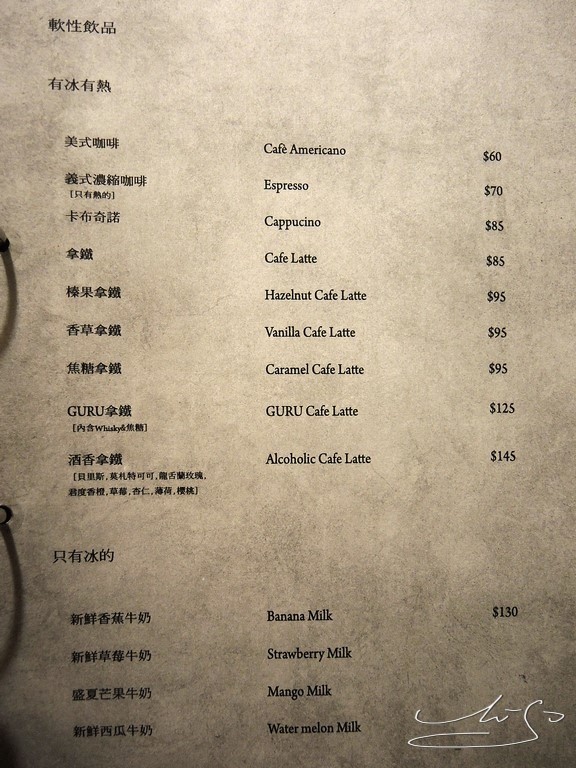 軟性飲品
有冰有熱
美式咖啡 Cafè Americano $60
義式濃縮咖啡 Espresso $70
[只有熱的]
卡布奇諾 Cappucino $85
拿鐵 Cafe Latte $85
榛果拿鐵 Hazelnut Cafe Latte $95
香草拿鐵 Vanilla Cafe Latte $95
焦糖拿鐵 Caramel Cafe Latte $95
GURU拿鐵 GURU Cafe Latte $125
[內含Whisky&焦糖]
酒香拿鐵 Alcoholic Cafe Latte $145
[貝里斯,莫札特可可,龍舌蘭玫瑰,
君度香橙,草莓,杏仁,薄荷,櫻桃]
只有冰的
新鮮香蕉牛奶 Banana Milk $130
新鮮草莓牛奶 Strawberry Milk
盛夏芒果牛奶 Mango Milk
新鮮西瓜牛奶 Water melon Milk